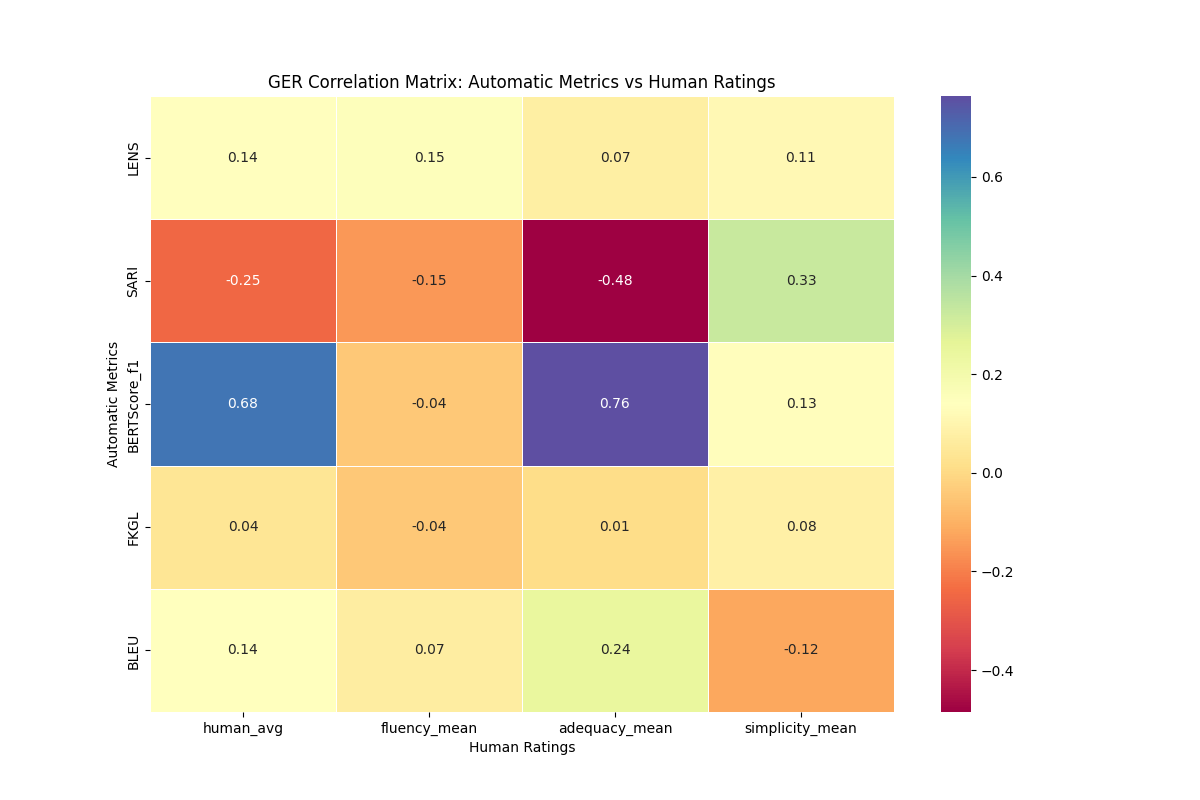 GER Correlation Matrix: Automatic Metrics vs Human Ratings
Automatic Metrics
LENS 0.14 0.15 0.07 0.11
SARI -0.25 -0.15 -0.48 0.33
BERTScore_f1 0.68 -0.04 0.76 0.13
FKGL 0.04 -0.04 0.01 0.08
BLEU 0.14 0.07 0.24 -0.12
human_avg fluency_mean adequacy_mean simplicity_mean
Human Ratings
0.6
0.4
0.2
0.0
−0.2
−0.4